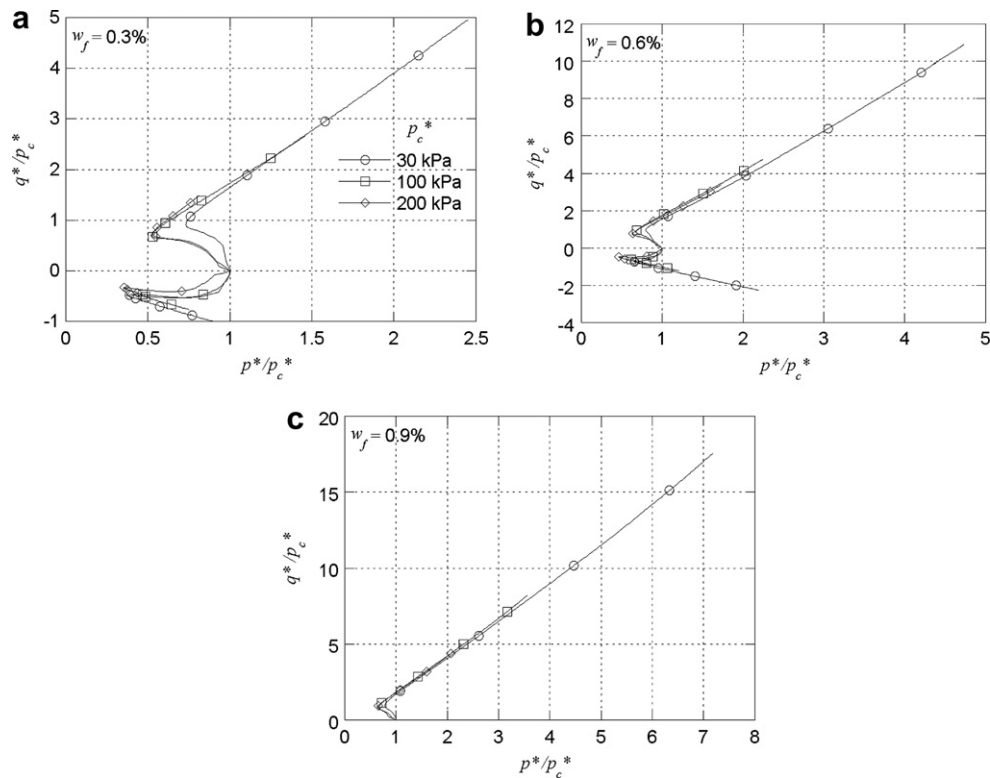 a
w_f = 0.3%
5
4
3
2
1
0
-1
q*/p_c*
p_c*
30 kPa
100 kPa
200 kPa
0 0.5 1 1.5 2 2.5
p*/p_c*
b
w_f = 0.6%
12
10
8
6
4
2
0
-2
-4
q*/p_c*
0 1 2 3 4 5
p*/p_c*
c
w_f = 0.9%
20
15
10
5
0
q*/p_c*
0 1 2 3 4 5 6 7 8
p*/p_c*